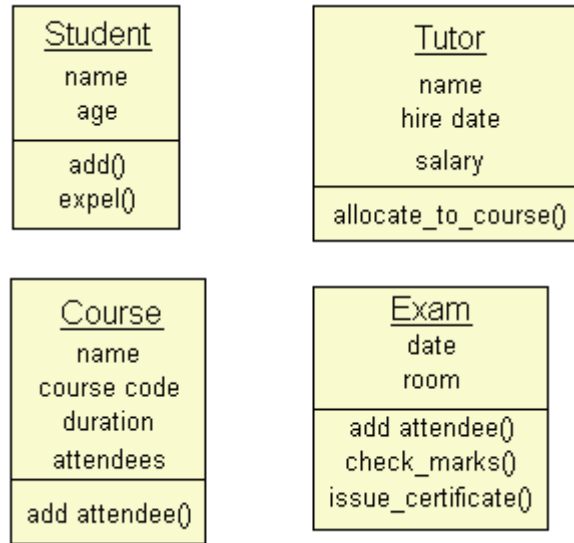 Student
name
age
add()
expel()
Tutor
name
hire date
salary
allocate_to_course()
Course
name
course code
duration
attendees
add attendee()
Exam
date
room
add attendee()
check_marks()
issue_certificate()